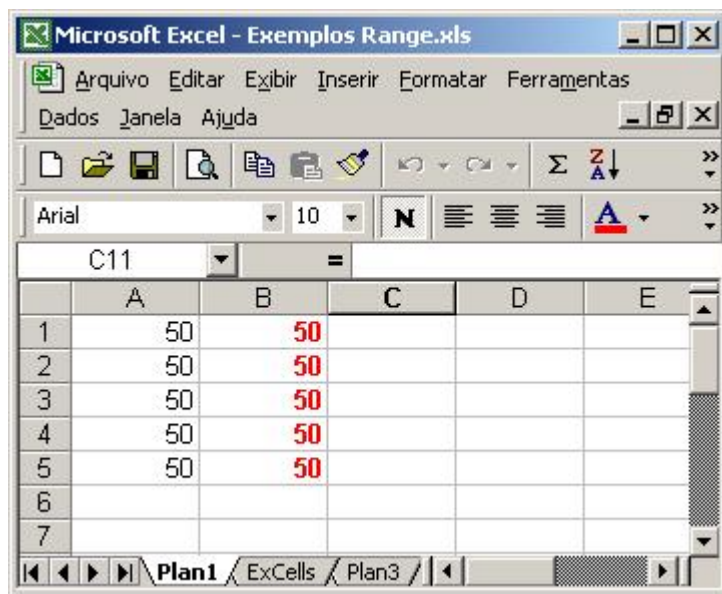 Microsoft Excel - Exemplos Range.xls
Arquivo Editar Exibir Inserir Formatar Ferramentas
Dados Janela Ajuda
Σ Z A
Arial 10 N A
C11 =
A B C D E
1 50 50
2 50 50
3 50 50
4 50 50
5 50 50
6
7
Plan1 ExCells Plan3